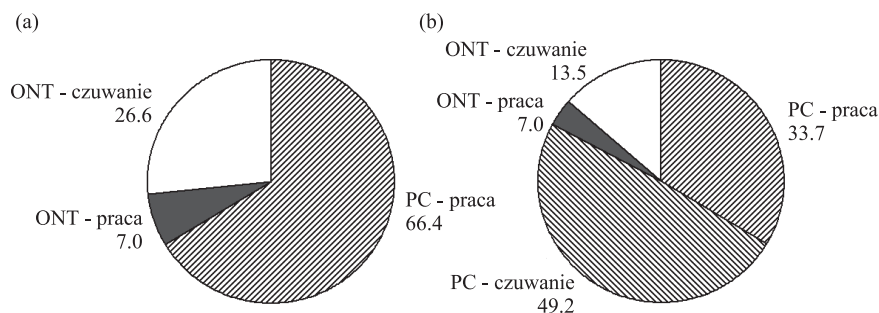 (a)
ONT - czuwanie
26.6
ONT - praca
7.0
PC - praca
66.4
(b)
ONT - czuwanie
13.5
ONT - praca
7.0
PC - praca
33.7
PC - czuwanie
49.2